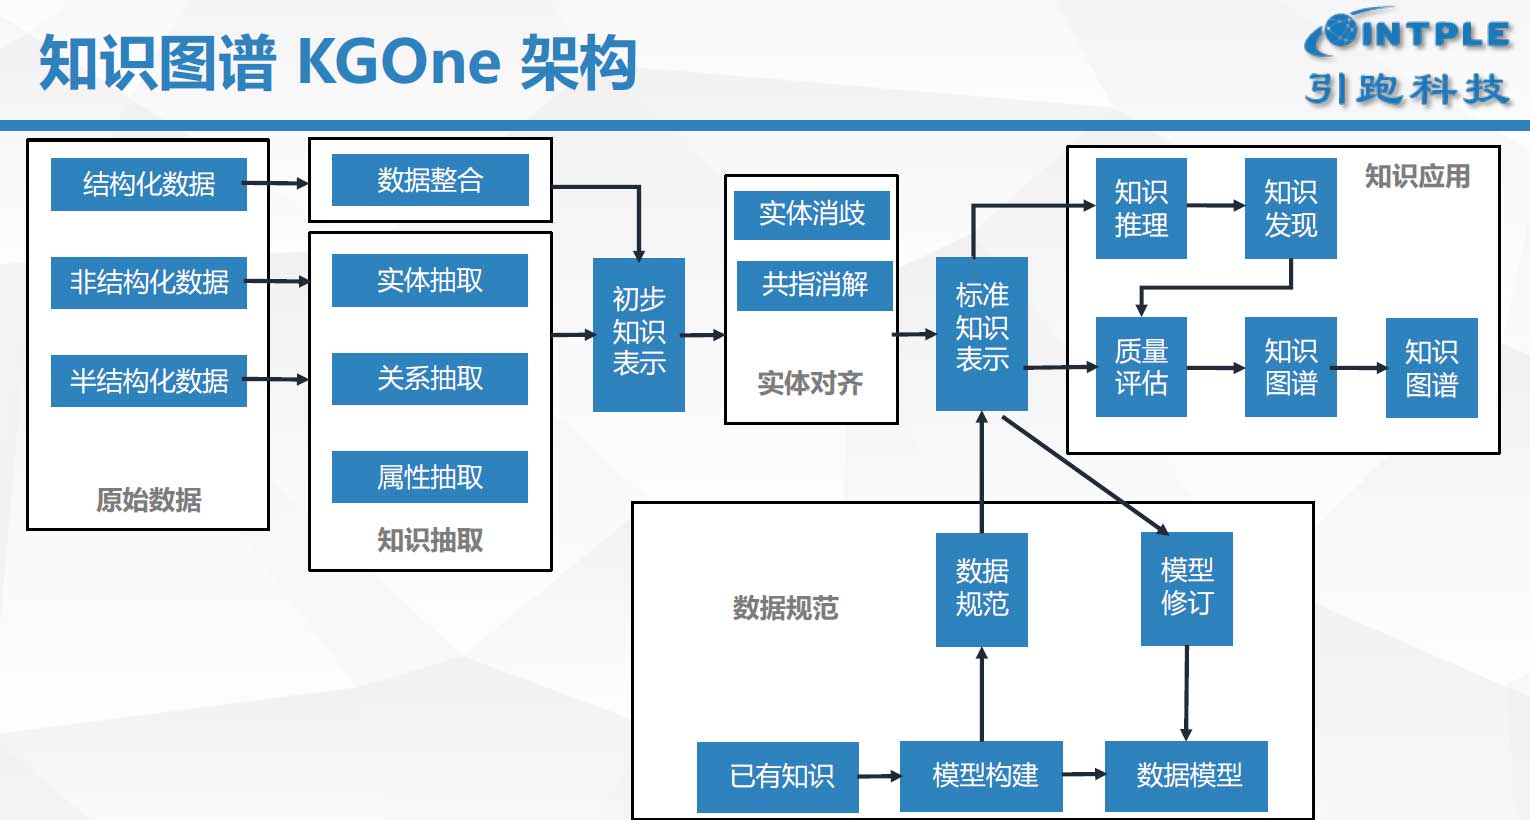 知识图谱 KGOne 架构
INTPLE
引跑科技
结构化数据
非结构化数据
半结构化数据
原始数据
数据整合
实体抽取
关系抽取
属性抽取
知识抽取
初步
知识
表示
实体消歧
共指消解
实体对齐
标准
知识
表示
知识应用
知识
推理
知识
发现
质量
评估
知识
图谱
知识
图谱
数据规范
数据
规范
模型
修订
已有知识
模型构建
数据模型